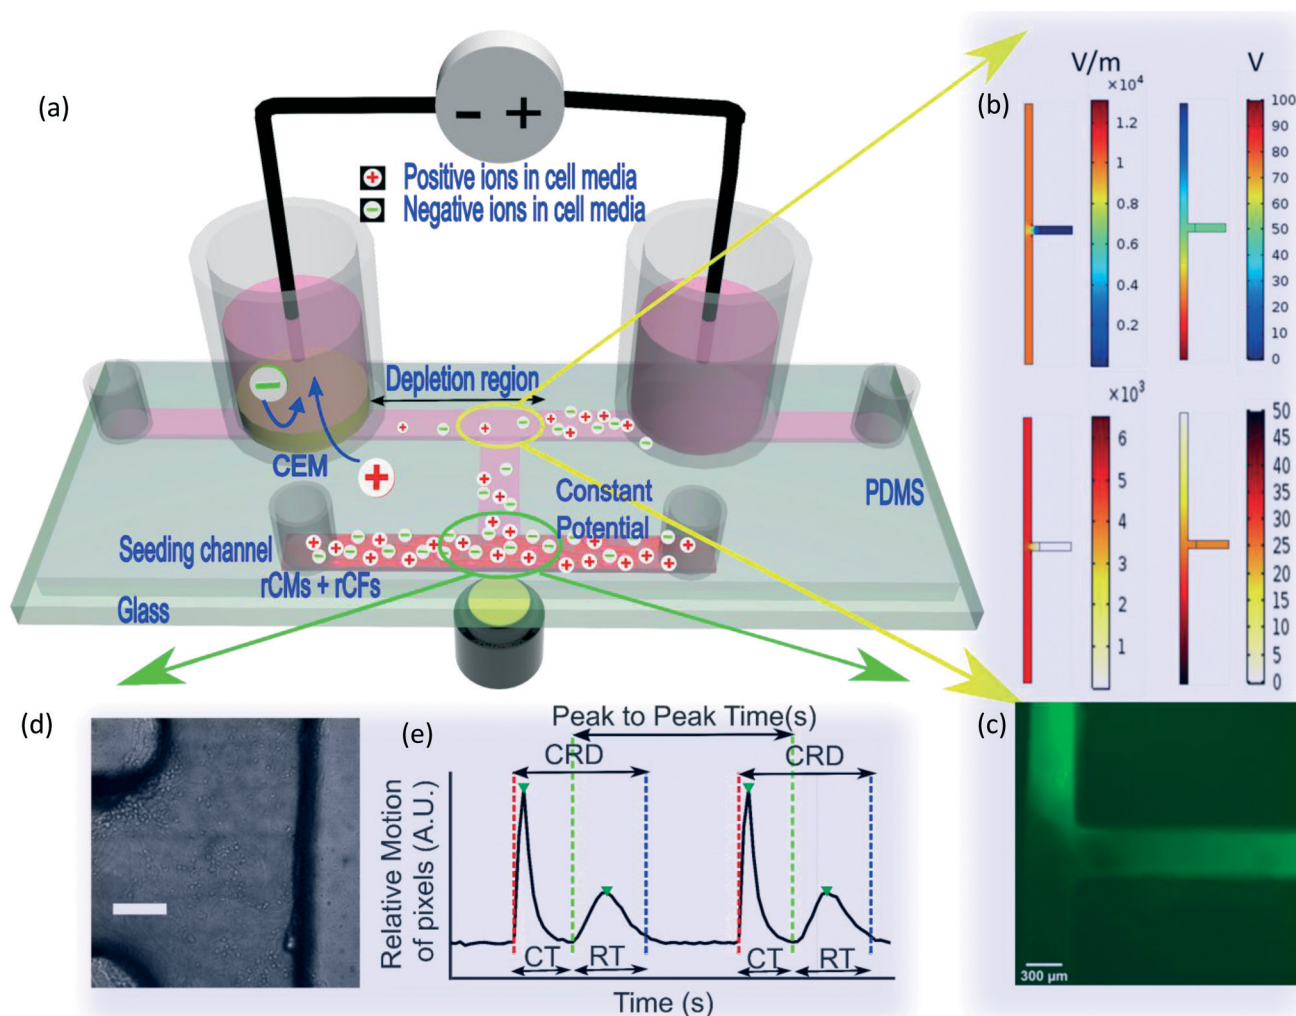 (a)
- +
Positive ions in cell media
Negative ions in cell media
Depletion region
CEM
Constant
Potential
PDMS
Seeding channel
rCMs + rCFs
Glass
(b)
V/m
V
×10⁴
1.2
1
0.8
0.6
0.4
0.2
100
90
80
70
60
50
40
30
20
10
0
×10³
6
5
4
3
2
1
50
45
40
35
30
25
20
15
10
5
0
(c)
300 µm
(d)
(e)
Peak to Peak Time(s)
CRD
CRD
Relative Motion
of pixels (A.U.)
CT
RT
CT
RT
Time (s)